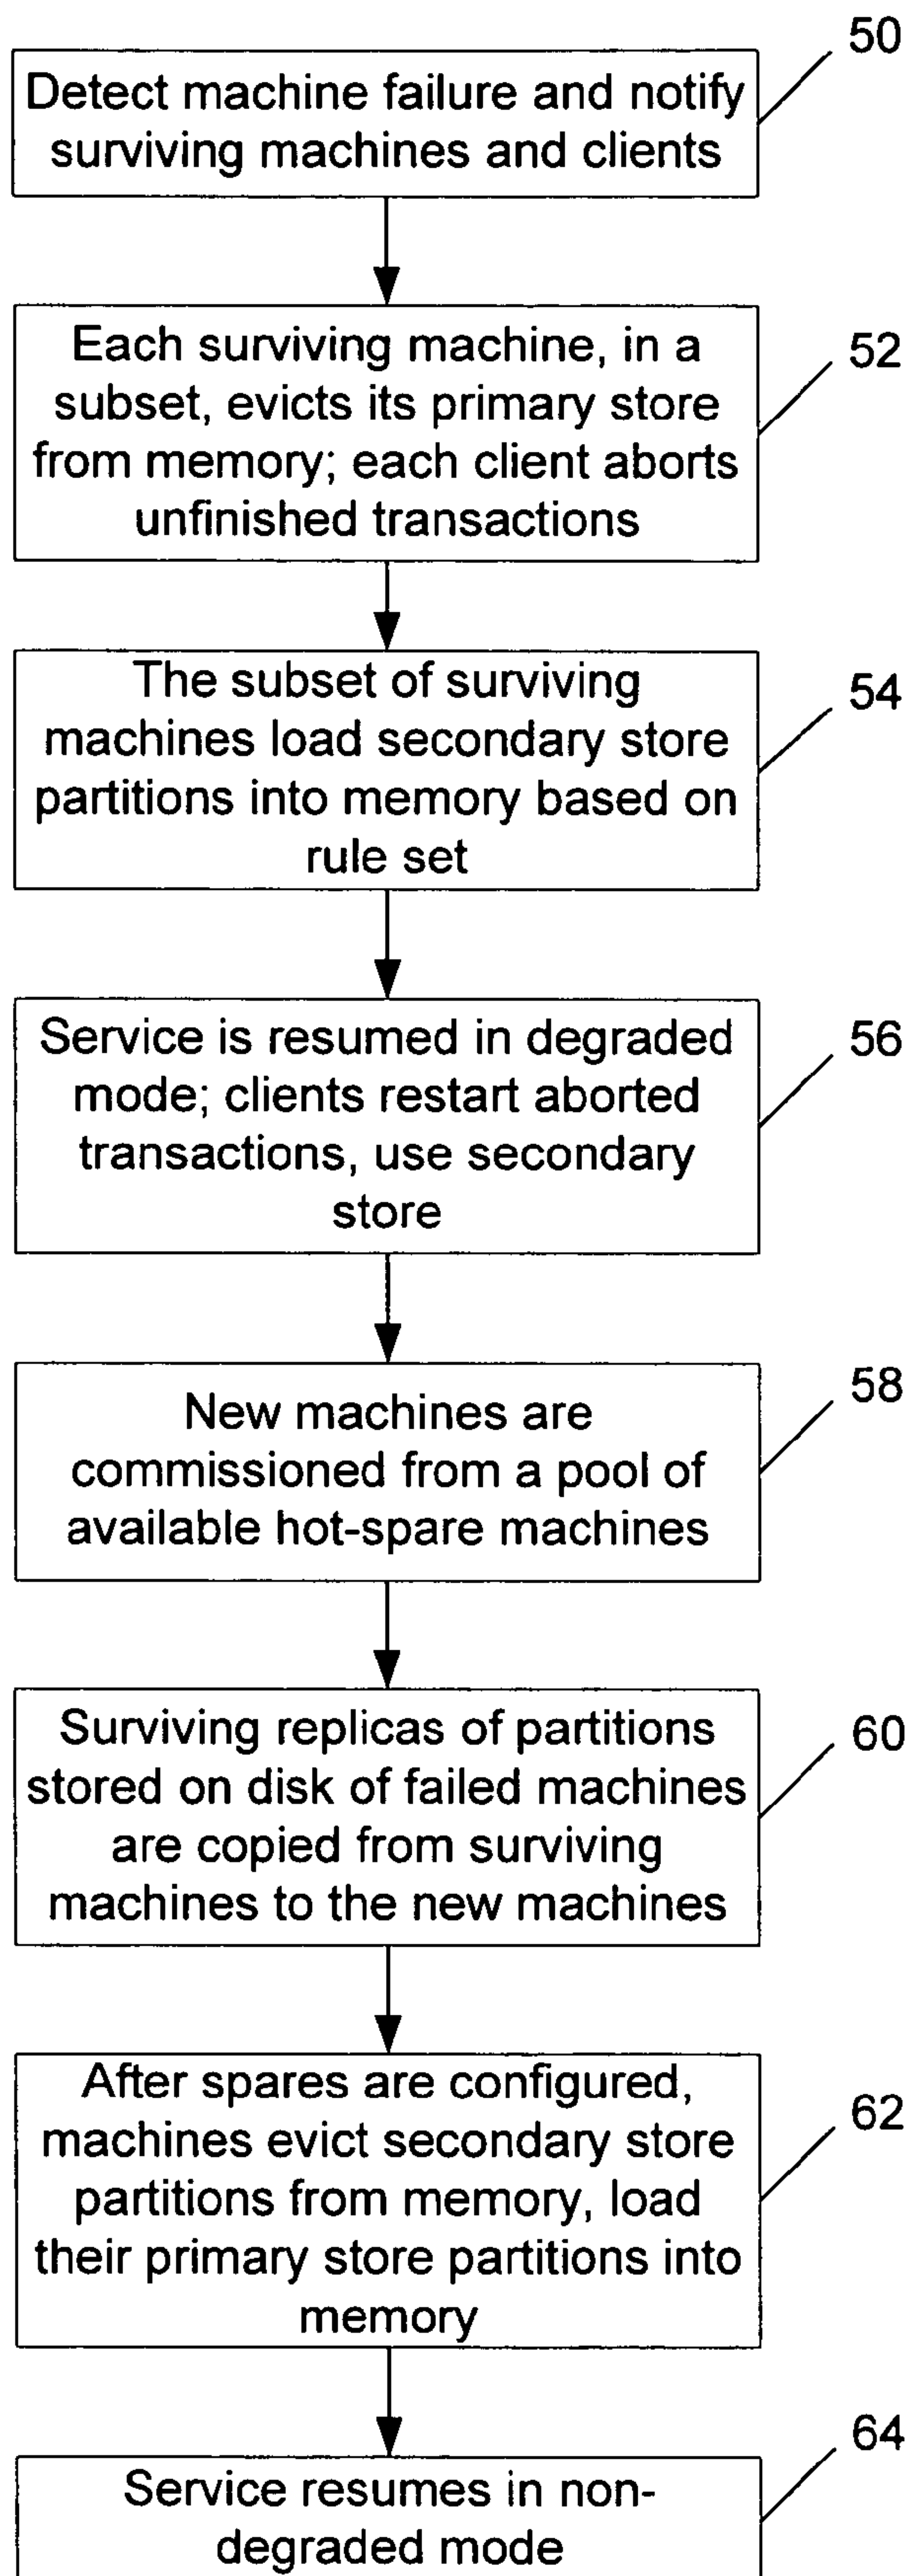 50
Detect machine failure and notify
surviving machines and clients
52
Each surviving machine, in a
subset, evicts its primary store
from memory; each client aborts
unfinished transactions
54
The subset of surviving
machines load secondary store
partitions into memory based on
rule set
56
Service is resumed in degraded
mode; clients restart aborted
transactions, use secondary
store
58
New machines are
commissioned from a pool of
available hot-spare machines
60
Surviving replicas of partitions
stored on disk of failed machines
are copied from surviving
machines to the new machines
62
After spares are configured,
machines evict secondary store
partitions from memory, load
their primary store partitions into
memory
64
Service resumes in non-
degraded mode